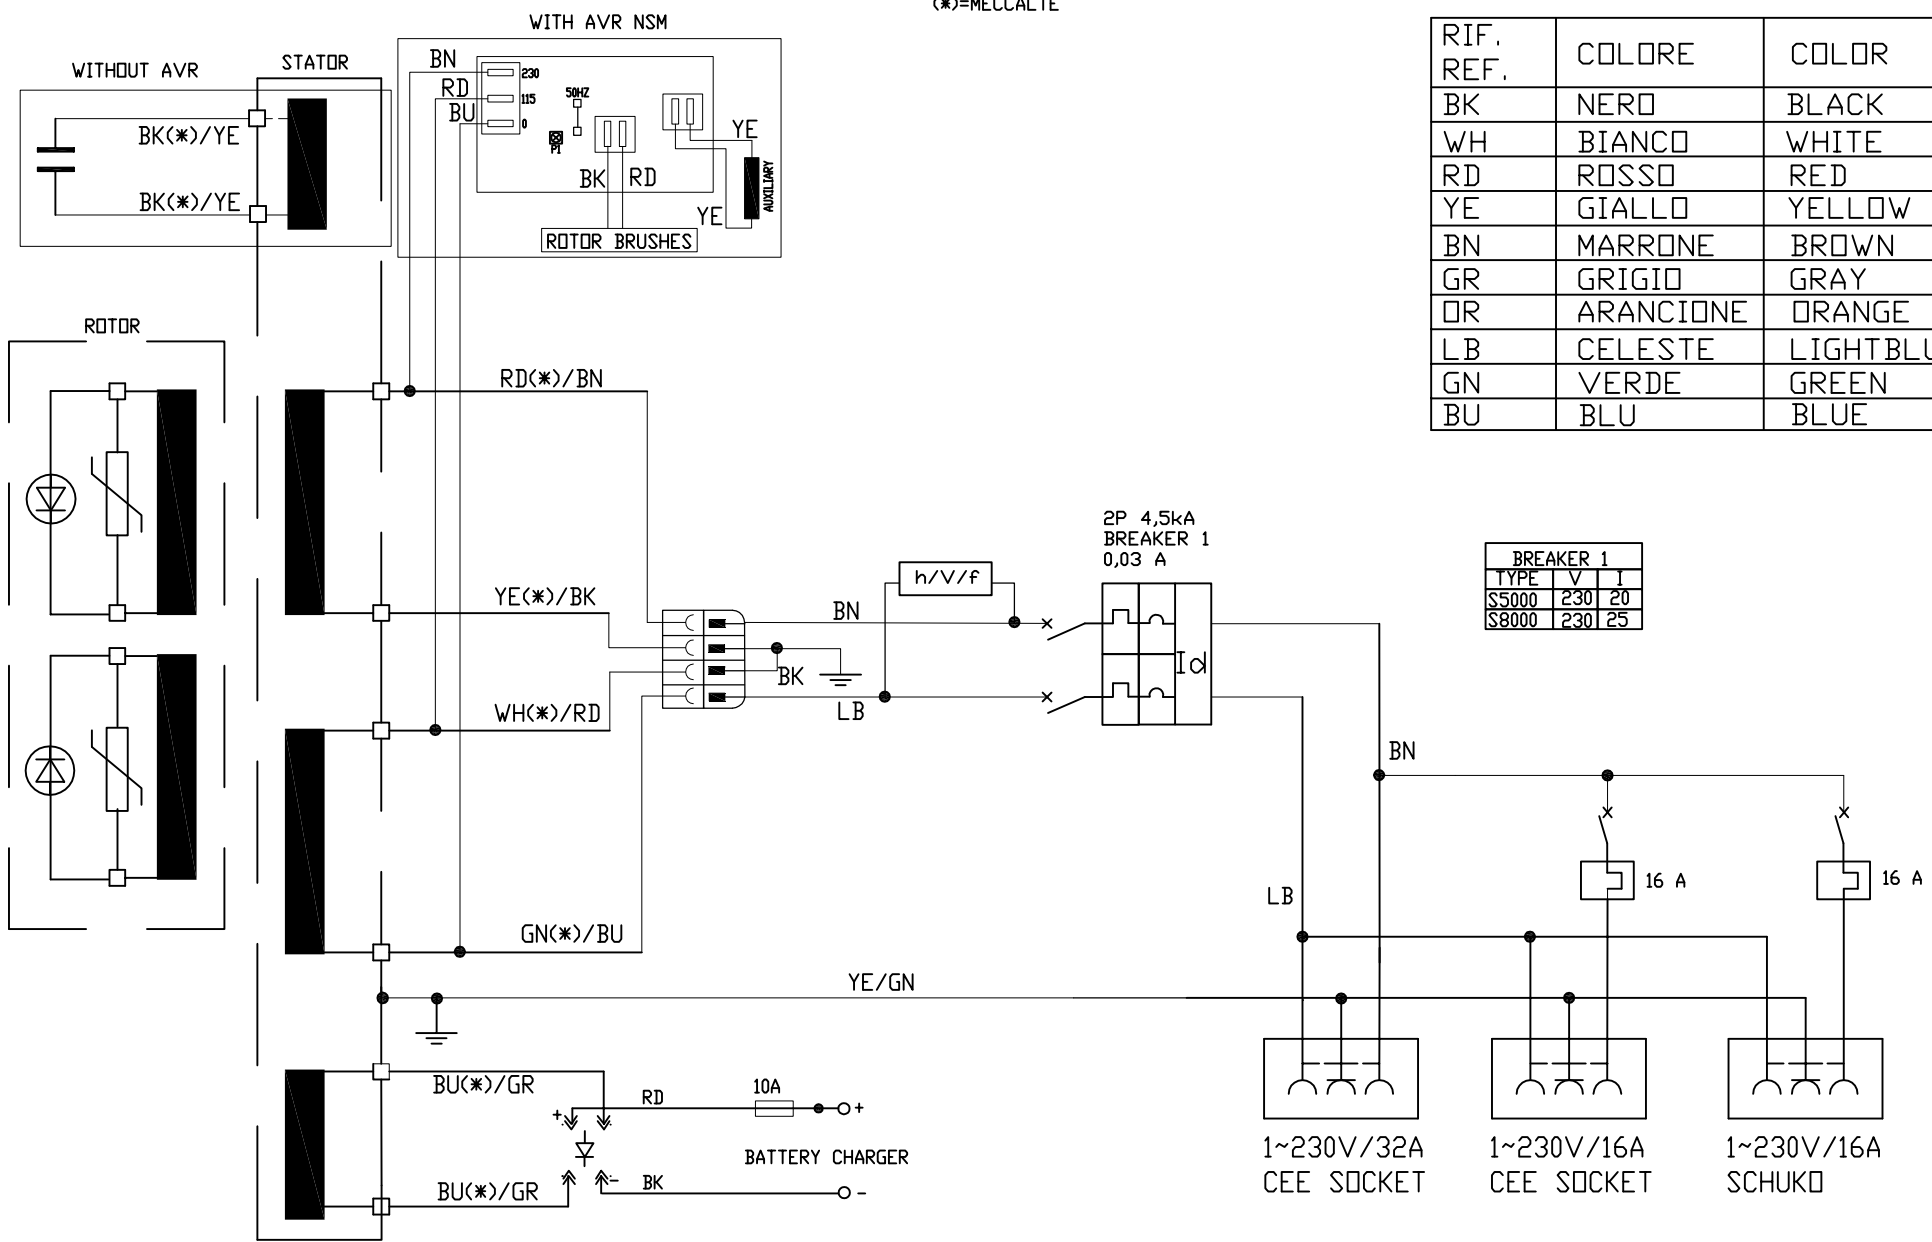 (*)=MECCALTE
WITH AVR NSM
WITHOUT AVR
STATOR
BN
RD
BU
230
115
0
50HZ
P1
BK
RD
YE
YE
AUXILIARY
ROTOR BRUSHES
BK(*)/YE
BK(*)/YE
RIF. REF. COLORE COLOR
BK NERO BLACK
WH BIANCO WHITE
RD ROSSO RED
YE GIALLO YELLOW
BN MARRONE BROWN
GR GRIGIO GRAY
OR ARANCIONE ORANGE
LB CELESTE LIGHTBLU
GN VERDE GREEN
BU BLU BLUE
ROTOR
RD(*)/BN
YE(*)/BK
WH(*)/RD
GN(*)/BU
BN
BK
LB
h/V/f
2P 4,5kA
BREAKER 1
0,03 A
Id
BREAKER 1
TYPE V I
S5000 230 20
S8000 230 25
BN
LB
16 A
16 A
YE/GN
BU(*)/GR
BU(*)/GR
+
-
RD
10A
+
BATTERY CHARGER
BK
-
1~230V/32A
CEE SOCKET
1~230V/16A
CEE SOCKET
1~230V/16A
SCHUKO